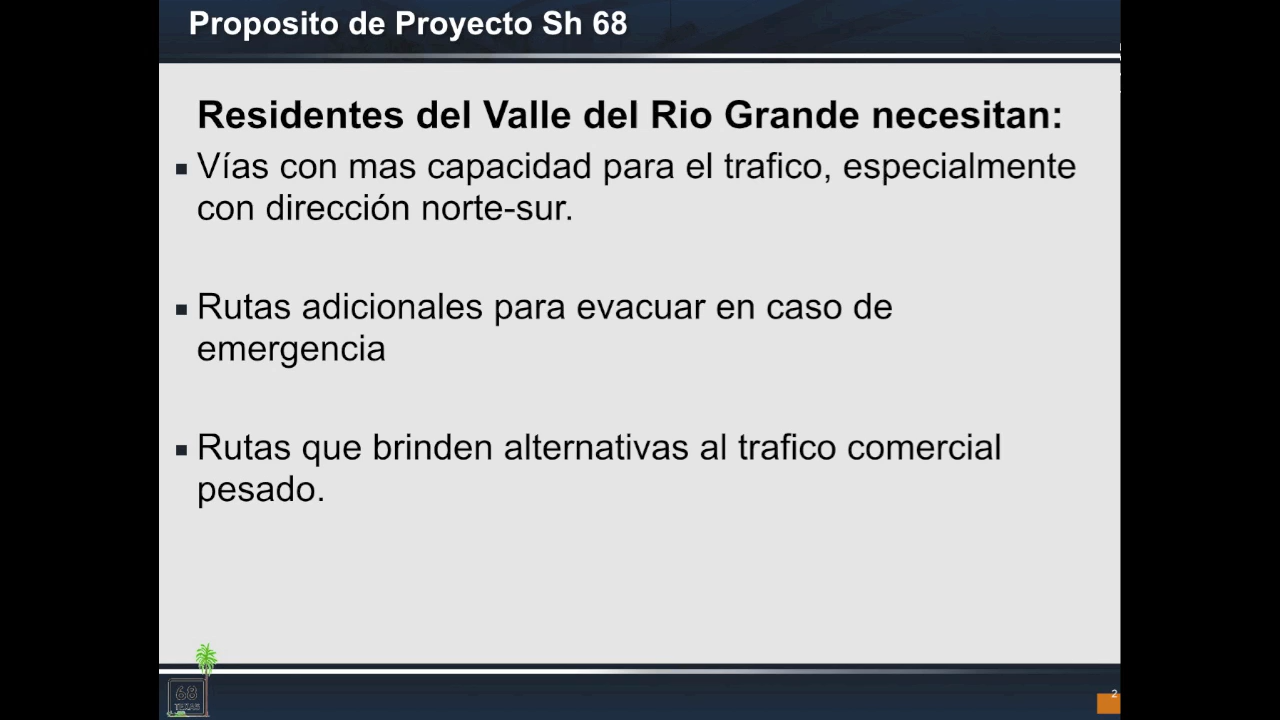 Proposito de Proyecto Sh 68
Residentes del Valle del Rio Grande necesitan:
Vías con mas capacidad para el trafico, especialmente
con dirección norte-sur.
Rutas adicionales para evacuar en caso de
emergencia
Rutas que brinden alternativas al trafico comercial
pesado.
68
TEXAS
2